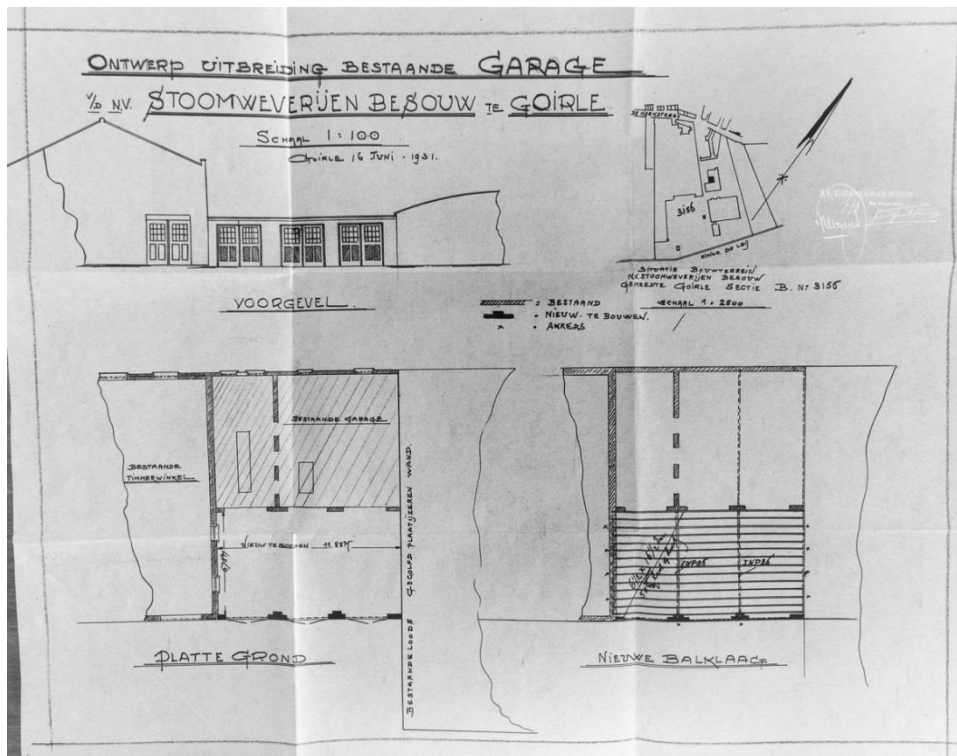 ONTWERP UITBREIDING BESTAANDE GARAGE
V/D N.V. STOOMWEVERIJEN BESOUW TE GOIRLE
SCHAAL 1:100
GOIRLE 16 JUNI - 1931.
3156
SITUATIE BOUWTERREIN
N.V. STOOMWEVERIJEN BESOUW
GEMEENTE GOIRLE SECTIE B. No 3156
SCHAAL 1:2500
VOORGEVEL.
= BESTAAND
" NIEUW TE BOUWEN.
x " ANKERS
BESTAANDE GARAGE
BESTAANDE
TIMMERWINKEL
NIEUW TE BOUWEN
BESTAANDE LOODS GEGOLFD PLAATIJZEREN WAND.
INP26
INP26
PLATTE GROND
NIEUWE BALKLAAG